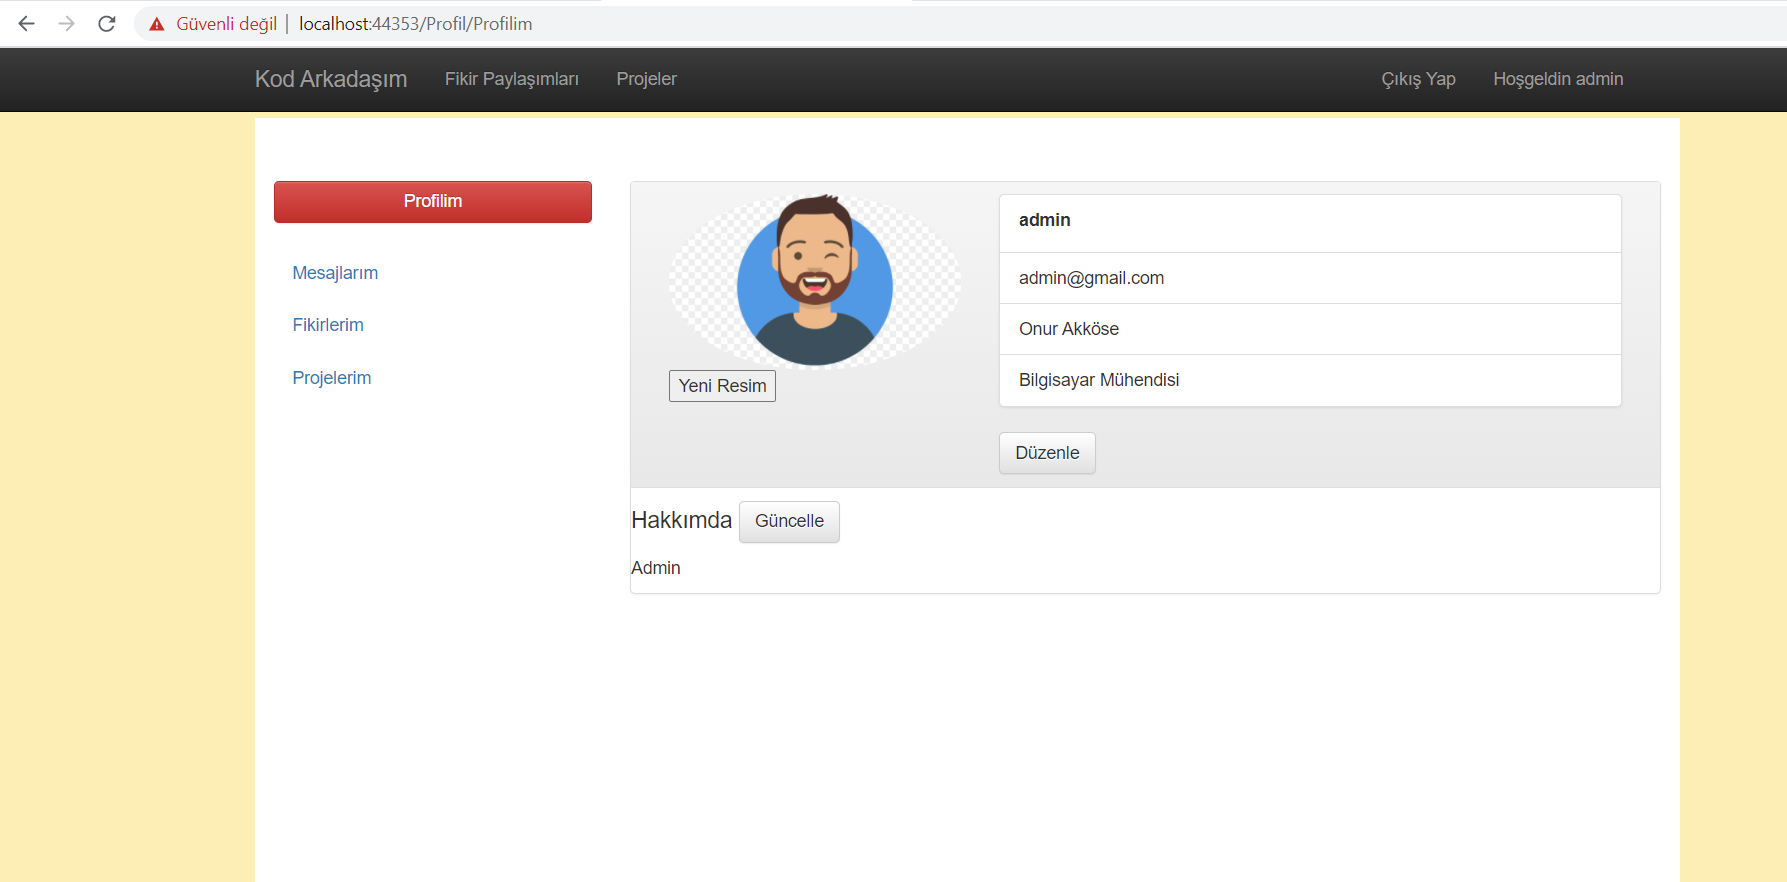 Güvenli değil | localhost:44353/Profil/Profilim
Kod Arkadaşım Fikir Paylaşımları Projeler Çıkış Yap Hoşgeldin admin
Profilim
Mesajlarım
Fikirlerim
Projelerim
Yeni Resim
admin
admin@gmail.com
Onur Akköse
Bilgisayar Mühendisi
Düzenle
Hakkımda Güncelle
Admin